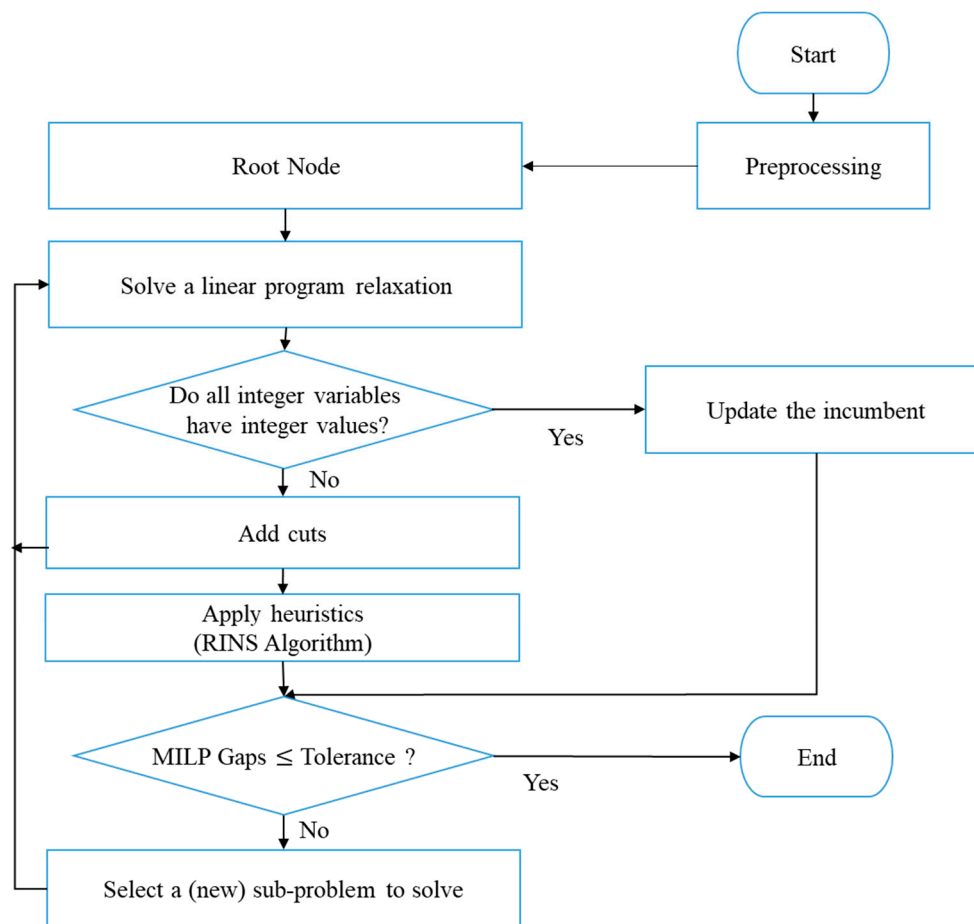 Start
Preprocessing
Root Node
Solve a linear program relaxation
Do all integer variables
have integer values?
Yes
Update the incumbent
No
Add cuts
Apply heuristics
(RINS Algorithm)
MILP Gaps ≤ Tolerance ?
Yes
End
No
Select a (new) sub-problem to solve